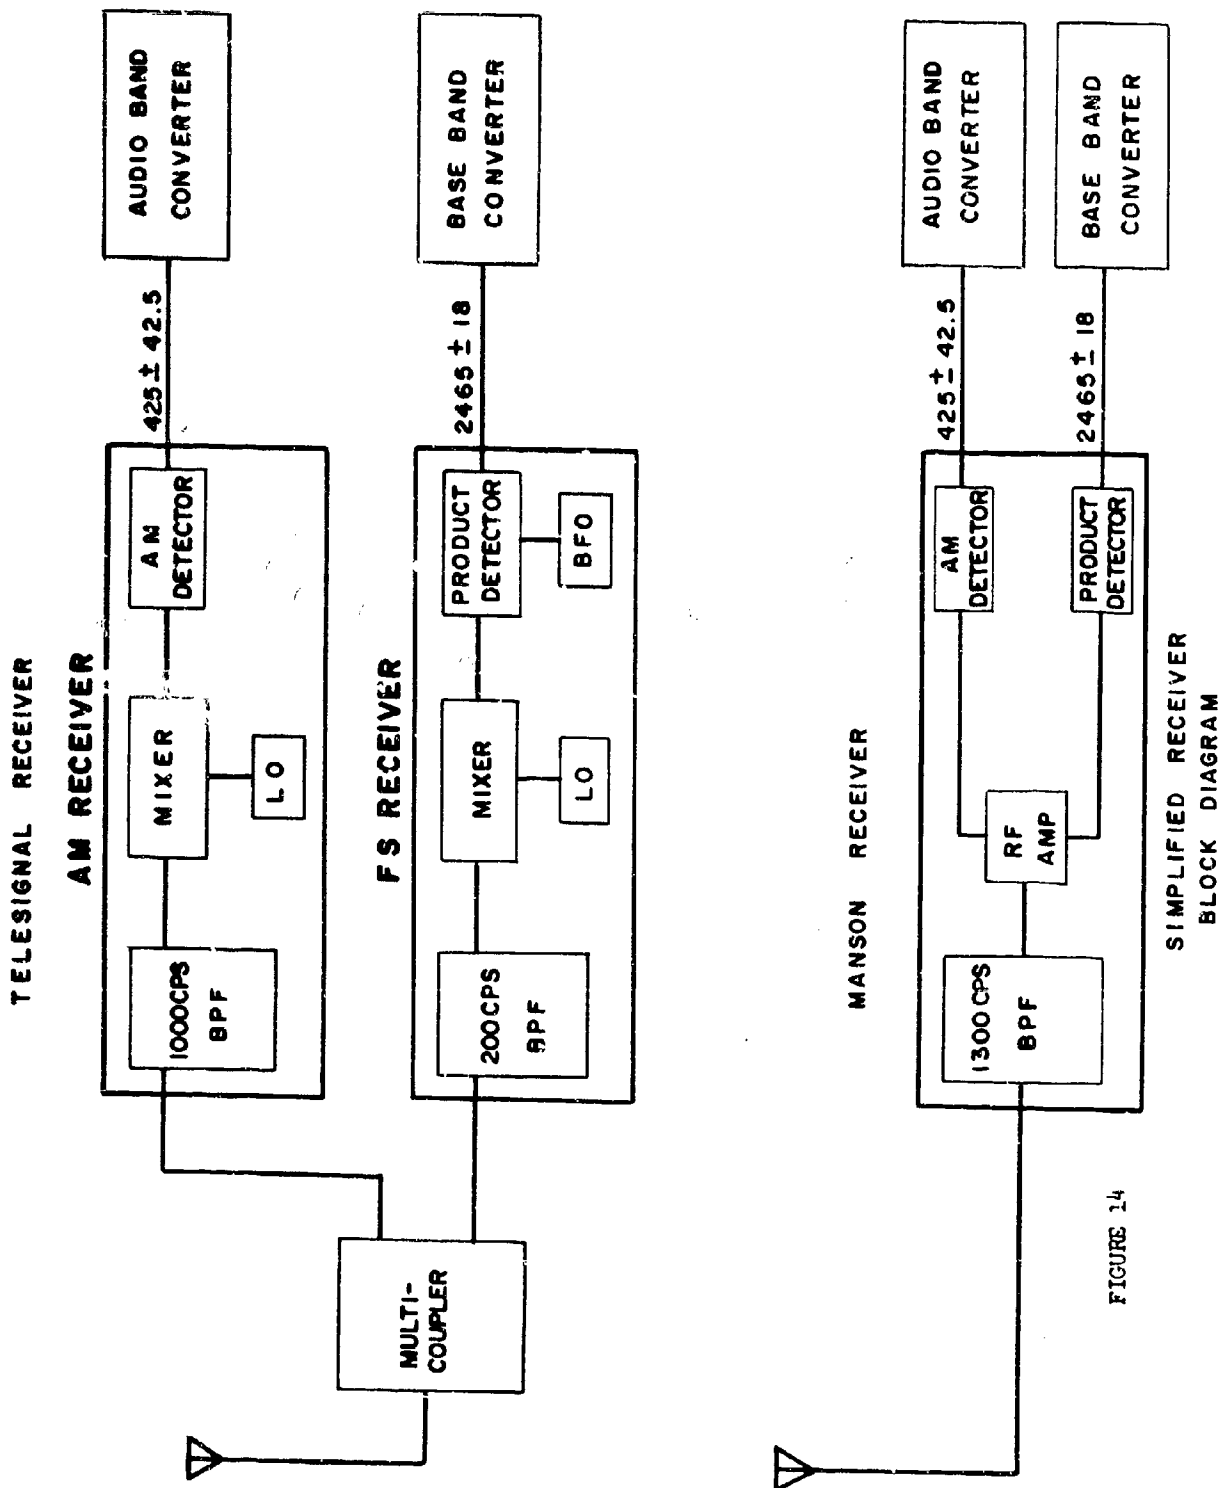 TELESIGNAL RECEIVER
AM RECEIVER
MULTI-
COUPLER
1000CPS
BPF
MIXER
LO
AM
DETECTOR
425 ± 42.5
AUDIO BAND
CONVERTER
FS RECEIVER
200CPS
BPF
MIXER
LO
PRODUCT
DETECTOR
BFO
2465 ± 18
BASE BAND
CONVERTER
MANSON RECEIVER
1300CPS
BPF
RF
AMP
AM
DETECTOR
PRODUCT
DETECTOR
425 ± 42.5
AUDIO BAND
CONVERTER
2465 ± 18
BASE BAND
CONVERTER
SIMPLIFIED RECEIVER
BLOCK DIAGRAM
FIGURE 14